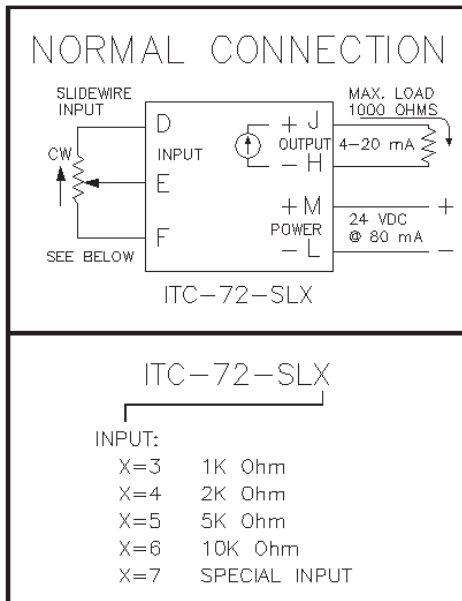 NORMAL CONNECTION
SLIDEWIRE
INPUT
MAX. LOAD
1000 OHMS
D
+ J
CW
INPUT
OUTPUT
4-20 mA
- H
E
+ M
+
POWER
24 VDC
@ 80 mA
F
- L
-
SEE BELOW
ITC-72-SLX
ITC-72-SLX
INPUT:
X=3 1K Ohm
X=4 2K Ohm
X=5 5K Ohm
X=6 10K Ohm
X=7 SPECIAL INPUT